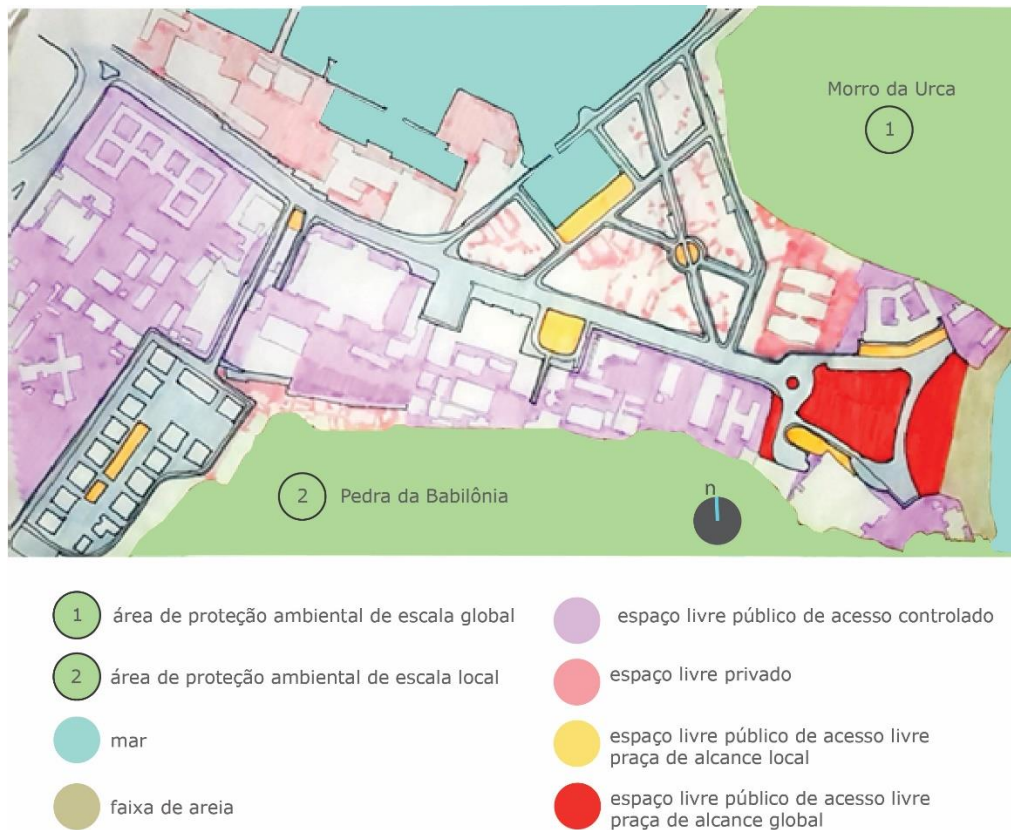 Morro da Urca
1
2 Pedra da Babilônia
n
1 área de proteção ambiental de escala global
2 área de proteção ambiental de escala local
mar
faixa de areia
espaço livre público de acesso controlado
espaço livre privado
espaço livre público de acesso livre
praça de alcance local
espaço livre público de acesso livre
praça de alcance global